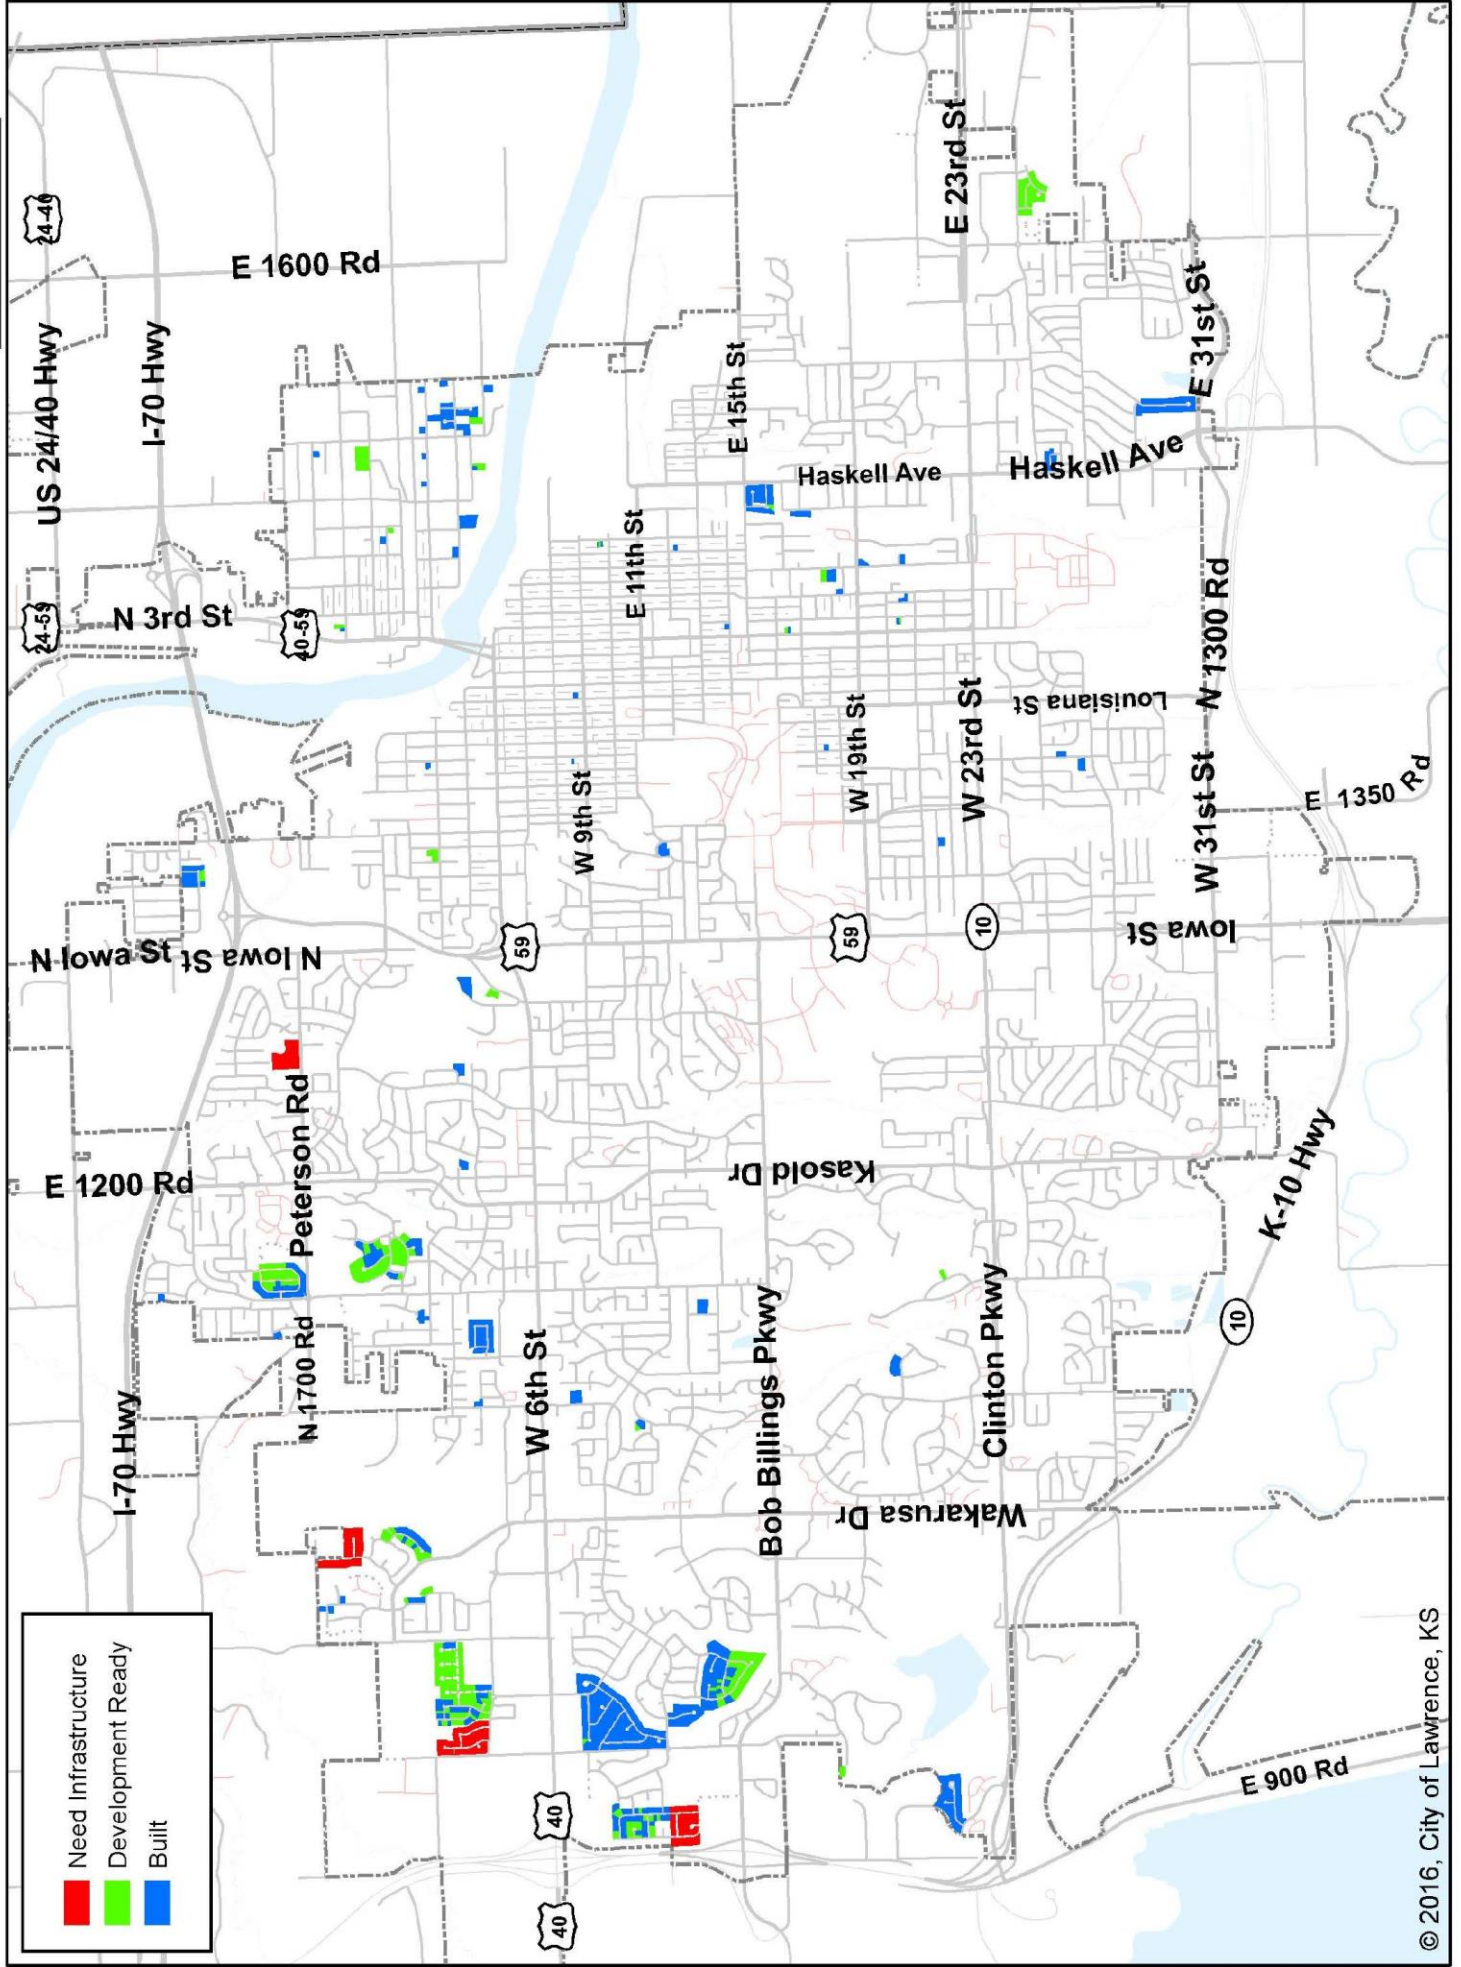 Need Infrastructure
Development Ready
Built
US 24/40 Hwy
24-40
24-59
I-70 Hwy
I-70 Hwy
E 1600 Rd
N 3rd St
40-59
N Iowa St
N Iowa St
E 1200 Rd
Peterson Rd
N 1700 Rd
W 6th St
40
40
59
W 9th St
E 11th St
E 15th St
Haskell Ave
Haskell Ave
E 23rd St
E 31st St
N 1300 Rd
Louisiana St
W 19th St
W 23rd St
W 31st St
E 1350 Rd
59
10
Iowa St
Kasold Dr
K-10 Hwy
10
Bob Billings Pkwy
Clinton Pkwy
Wakarusa Dr
E 900 Rd
© 2016, City of Lawrence, KS